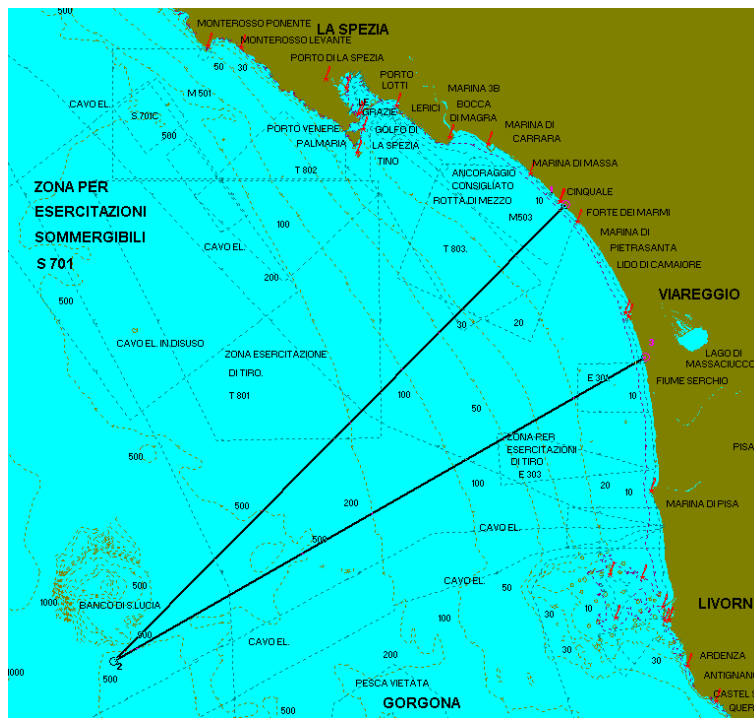 500
LA SPEZIA
MONTEROSSO PONENTE
MONTEROSSO LEVANTE
PORTO DI LA SPEZIA
50
30
M 501
CAVO EL.
S 701C
500
PORTO
LOTTI
MARINA 3B
BOCCA
DI MAGRA
LE
GRAZIE
LERICI
PORTO VENERE
PALMARIA
GOLFO DI
LA SPEZIA
TINO
MARINA DI
CARRARA
T 802
ANCORAGGIO
CONSIGLIATO
ROTTA DI MEZZO
MARINA DI MASSA
10
CINQUALE
M503
FORTE DEI MARMI
ZONA PER
ESERCITAZIONI
SOMMERGIBILI
S 701
100
CAVO EL.
T 803.
MARINA DI
PIETRASANTA
LIDO DI CAMAIORE
200
500
VIAREGGIO
30
20
CAVO EL. IN DISUSO
ZONA ESERCITAZIONE
DI TIRO.
T 801
LAGO DI
MASSACIUCCO
E 301
FIUME SERCHIO
100
10
50
ZONA PER
ESERCITAZIONI
DI TIRO
E 303
PISA
500
100
20
10
500
200
MARINA DI PISA
CAVO EL.
500
CAVO EL.
500
50
1000
BANCO DI S.LUCIA
10
30
LIVORN
900
100
30
30
CAVO EL.
2
200
ARDENZA
1000
500
PESCA VIETATA
ANTIGNANO
CASTEL S
500
GORGONA
QUER